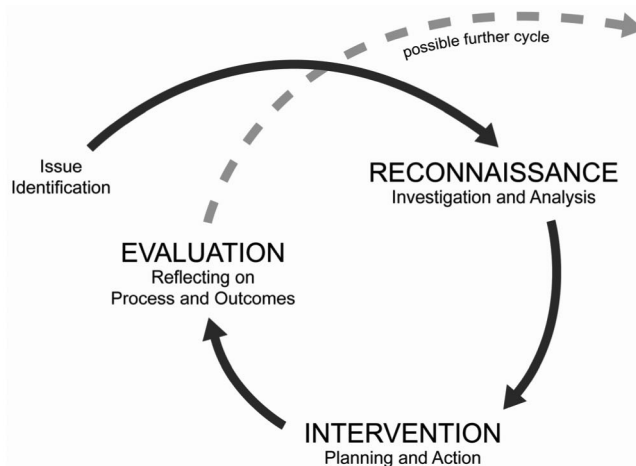 possible further cycle
Issue
Identification
RECONNAISSANCE
Investigation and Analysis
EVALUATION
Reflecting on
Process and Outcomes
INTERVENTION
Planning and Action